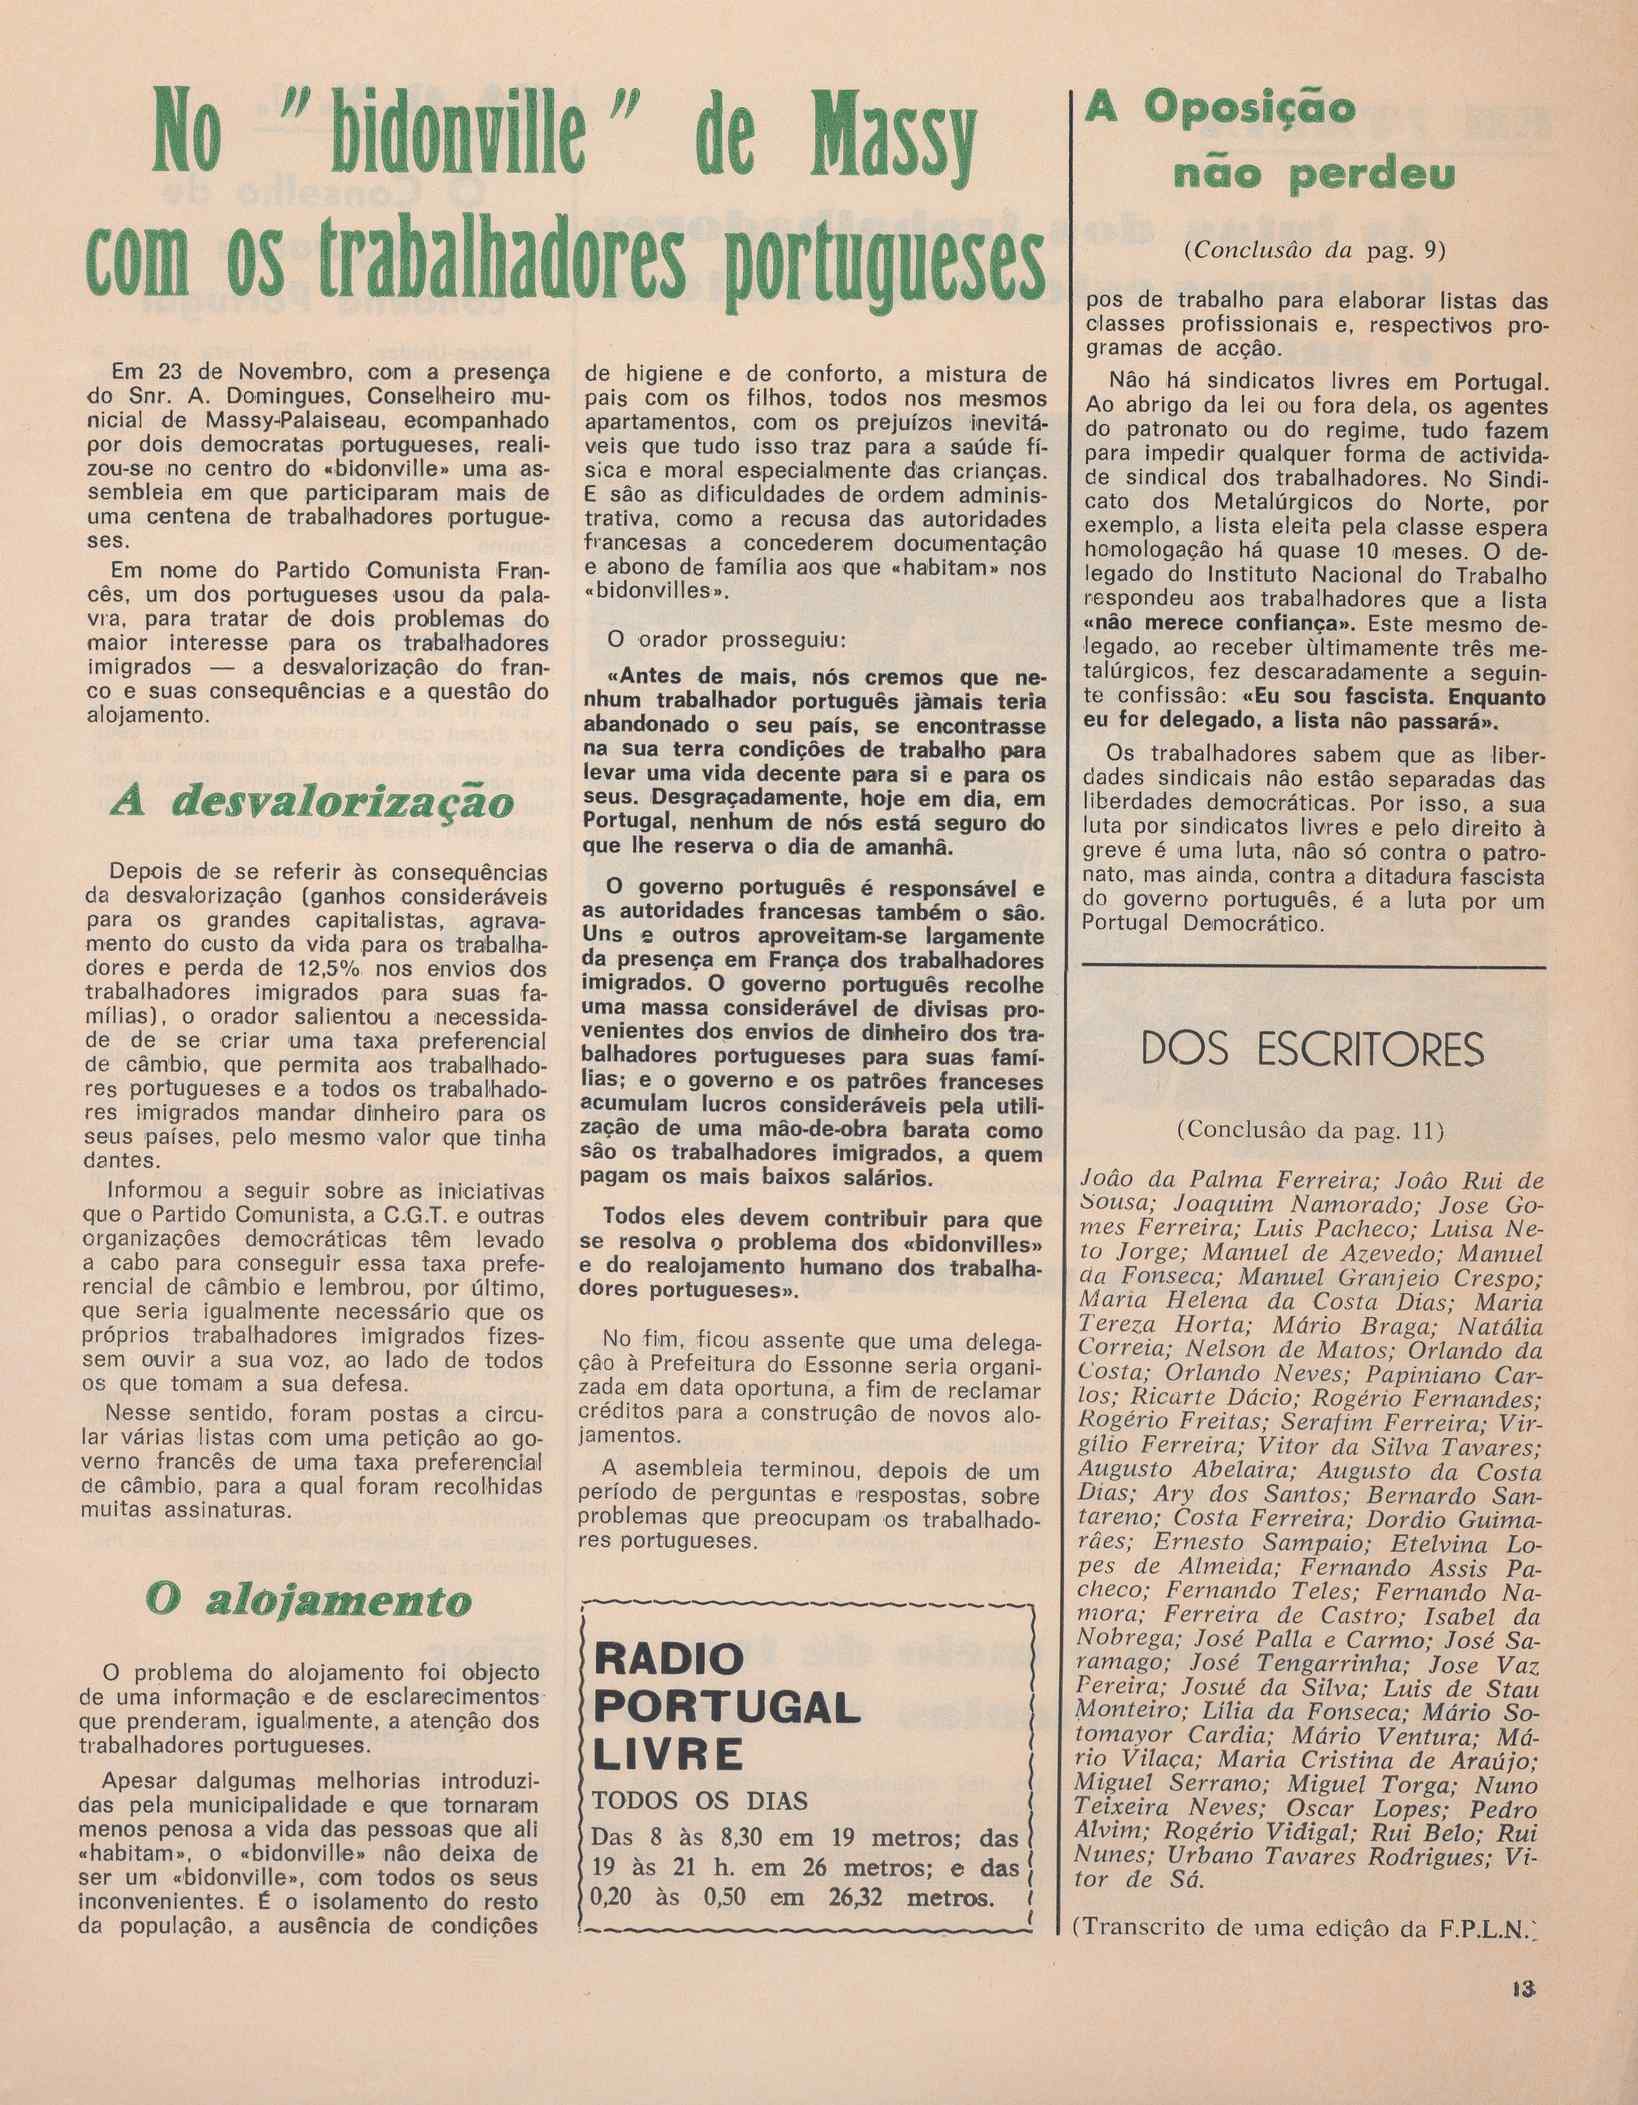 No "bidonville" de Massy
com os trabalhadores portugueses
Em 23 de Novembro, com a presença
do Snr. A. Domingues, Conselheiro mu-
nicial de Massy-Palaiseau, ecompanhado
por dois democratas portugueses, reali-
zou-se no centro do «bidonville» uma as-
sembleia em que participaram mais de
uma centena de trabalhadores portugue-
ses.
Em nome do Partido Comunista Fran-
cês, um dos portugueses usou da pala-
vra, para tratar de dois problemas do
maior interesse para os trabalhadores
imigrados — a desvalorizaçâo do fran-
co e suas consequências e a questâo do
alojamento.
A desvalorização
Depois de se referir às consequências
da desvalorizaçâo (ganhos consideráveis
para os grandes capitalistas, agrava-
mento do custo da vida para os trabalha-
dores e perda de 12,5% nos envios dos
trabalhadores imigrados para suas fa-
mílias), o orador salientou a necessida-
de de se criar uma taxa preferencial
de câmbio, que permita aos trabalhado-
res portugueses e a todos os trabalhado-
res imigrados mandar dinheiro para os
seus países, pelo mesmo valor que tinha
dantes.
Informou a seguir sobre as iniciativas
que o Partido Comunista, a C.G.T. e outras
organizaçôes democráticas têm levado
a cabo para conseguir essa taxa prefe-
rencial de câmbio e lembrou, por último,
que seria igualmente necessário que os
próprios trabalhadores imigrados fizes-
sem ouvir a sua voz, ao lado de todos
os que tomam a sua defesa.
Nesse sentido, foram postas a circu-
lar várias listas com uma petiçâo ao go-
verno francês de uma taxa preferencial
de câmbio, para a qual foram recolhidas
muitas assinaturas.
O alojamento
O problema do alojamento foi objecto
de uma informaçâo e de esclarecimentos
que prenderam, igualmente, a atençâo dos
trabalhadores portugueses.
Apesar dalgumas melhorias introduzi-
das pela municipalidade e que tornaram
menos penosa a vida das pessoas que ali
«habitam», o «bidonville» nâo deixa de
ser um «bidonville», com todos os seus
inconvenientes. É o isolamento do resto
da populaçâo, a ausência de condiçôes
de higiene e de conforto, a mistura de
pais com os filhos, todos nos mesmos
apartamentos, com os prejuízos inevitá-
veis que tudo isso traz para a saúde fí-
sica e moral especialmente das crianças.
E sâo as dificuldades de ordem adminis-
trativa, como a recusa das autoridades
francesas a concederem documentaçâo
e abono de família aos que «habitam» nos
«bidonvilles».
O orador prosseguiu:
«Antes de mais, nós cremos que ne-
nhum trabalhador português jàmais teria
abandonado o seu país, se encontrasse
na sua terra condiçôes de trabalho para
levar uma vida decente para si e para os
seus. Desgraçadamente, hoje em dia, em
Portugal, nenhum de nós está seguro do
que lhe reserva o dia de amanhâ.
O governo português é responsável e
as autoridades francesas também o sâo.
Uns e outros aproveitam-se largamente
da presença em França dos trabalhadores
imigrados. O governo português recolhe
uma massa considerável de divisas pro-
venientes dos envios de dinheiro dos tra-
balhadores portugueses para suas famí-
lias; e o governo e os patrôes franceses
acumulam lucros consideráveis pela utili-
zaçâo de uma mâo-de-obra barata como
sâo os trabalhadores imigrados, a quem
pagam os mais baixos salários.
Todos eles devem contribuir para que
se resolva o problema dos «bidonvilles»
e do realojamento humano dos trabalha-
dores portugueses».
No fim, ficou assente que uma delega-
çâo à Prefeitura do Essonne seria organi-
zada em data oportuna, a fim de reclamar
créditos para a construçâo de novos alo-
jamentos.
A asembleia terminou, depois de um
período de perguntas e respostas, sobre
problemas que preocupam os trabalhado-
res portugueses.
RADIO
PORTUGAL
LIVRE
TODOS OS DIAS
Das 8 às 8,30 em 19 metros; das
19 às 21 h. em 26 metros; e das
0,20 às 0,50 em 26,32 metros.
A Oposição
não perdeu
(Conclusâo da pag. 9)
pos de trabalho para elaborar listas das
classes profissionais e, respectivos pro-
gramas de acçâo.
Nâo há sindicatos livres em Portugal.
Ao abrigo da lei ou fora dela, os agentes
do patronato ou do regime, tudo fazem
para impedir qualquer forma de activida-
de sindical dos trabalhadores. No Sindi-
cato dos Metalúrgicos do Norte, por
exemplo, a lista eleita pela classe espera
homologaçâo há quase 10 meses. O de-
legado do Instituto Nacional do Trabalho
respondeu aos trabalhadores que a lista
«nâo merece confiança». Este mesmo de-
legado, ao receber ùltimamente três me-
talúrgicos, fez descaradamente a seguin-
te confissâo: «Eu sou fascista. Enquanto
eu for delegado, a lista nâo passará».
Os trabalhadores sabem que as liber-
dades sindicais nâo estâo separadas das
liberdades democráticas. Por isso, a sua
luta por sindicatos livres e pelo direito à
greve é uma luta, nâo só contra o patro-
nato, mas ainda, contra a ditadura fascista
do governo português, é a luta por um
Portugal Democrático.
DOS ESCRITORES
(Conclusâo da pag. 11)
Joâo da Palma Ferreira; Joâo Rui de
Sousa; Joaquim Namorado; Jose Go-
mes Ferreira; Luis Pacheco; Luisa Ne-
to Jorge; Manuel de Azevedo; Manuel
da Fonseca; Manuel Granjeio Crespo;
Maria Helena da Costa Dias; Maria
Tereza Horta; Mário Braga; Natália
Correia; Nelson de Matos; Orlando da
Costa; Orlando Neves; Papiniano Car-
los; Ricarte Dácio; Rogério Fernandes;
Rogério Freitas; Serafim Ferreira; Vir-
gílio Ferreira; Vitor da Silva Tavares;
Augusto Abelaira; Augusto da Costa
Dias; Ary dos Santos; Bernardo San-
tareno; Costa Ferreira; Dordio Guima-
râes; Ernesto Sampaio; Etelvina Lo-
pes de Almeida; Fernando Assis Pa-
checo; Fernando Teles; Fernando Na-
mora; Ferreira de Castro; Isabel da
Nobrega; José Palla e Carmo; José Sa-
ramago; José Tengarrinha; Jose Vaz
Pereira; Josué da Silva; Luis de Stau
Monteiro; Lília da Fonseca; Mário So-
tomayor Cardia; Mário Ventura; Má-
rio Vilaça; Maria Cristina de Araújo;
Miguel Serrano; Miguel Torga; Nuno
Teixeira Neves; Oscar Lopes; Pedro
Alvim; Rogério Vidigal; Rui Belo; Rui
Nunes; Urbano Tavares Rodrigues; Vi-
tor de Sá.
(Transcrito de uma ediçâo da F.P.L.N.)
13